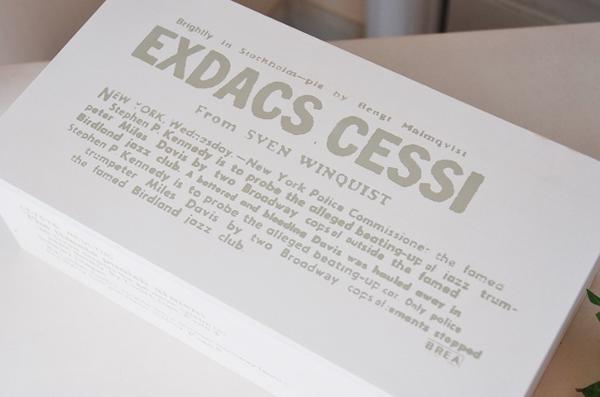 Brightly in Stockholm—pie by Bengt Malmqvist
EXDACS CESSI
From SVEN WINQUIST
NEW YORK, Wednesday.—New York Police Commissioner the famed
Stephen P. Kennedy is to probe the alleged beating-up of jazz trum-
peter Miles Davis by two Broadway cops of outside the famed
Birdland jazz club. A battered and bleeding Davis was hauled away in
Stephen P Kennedy is to probe the alleged beating-up car. Only police
trumpeter Miles Davis by two Broadway cops of.ements stopped
the famed Birdland jazz club
BREA